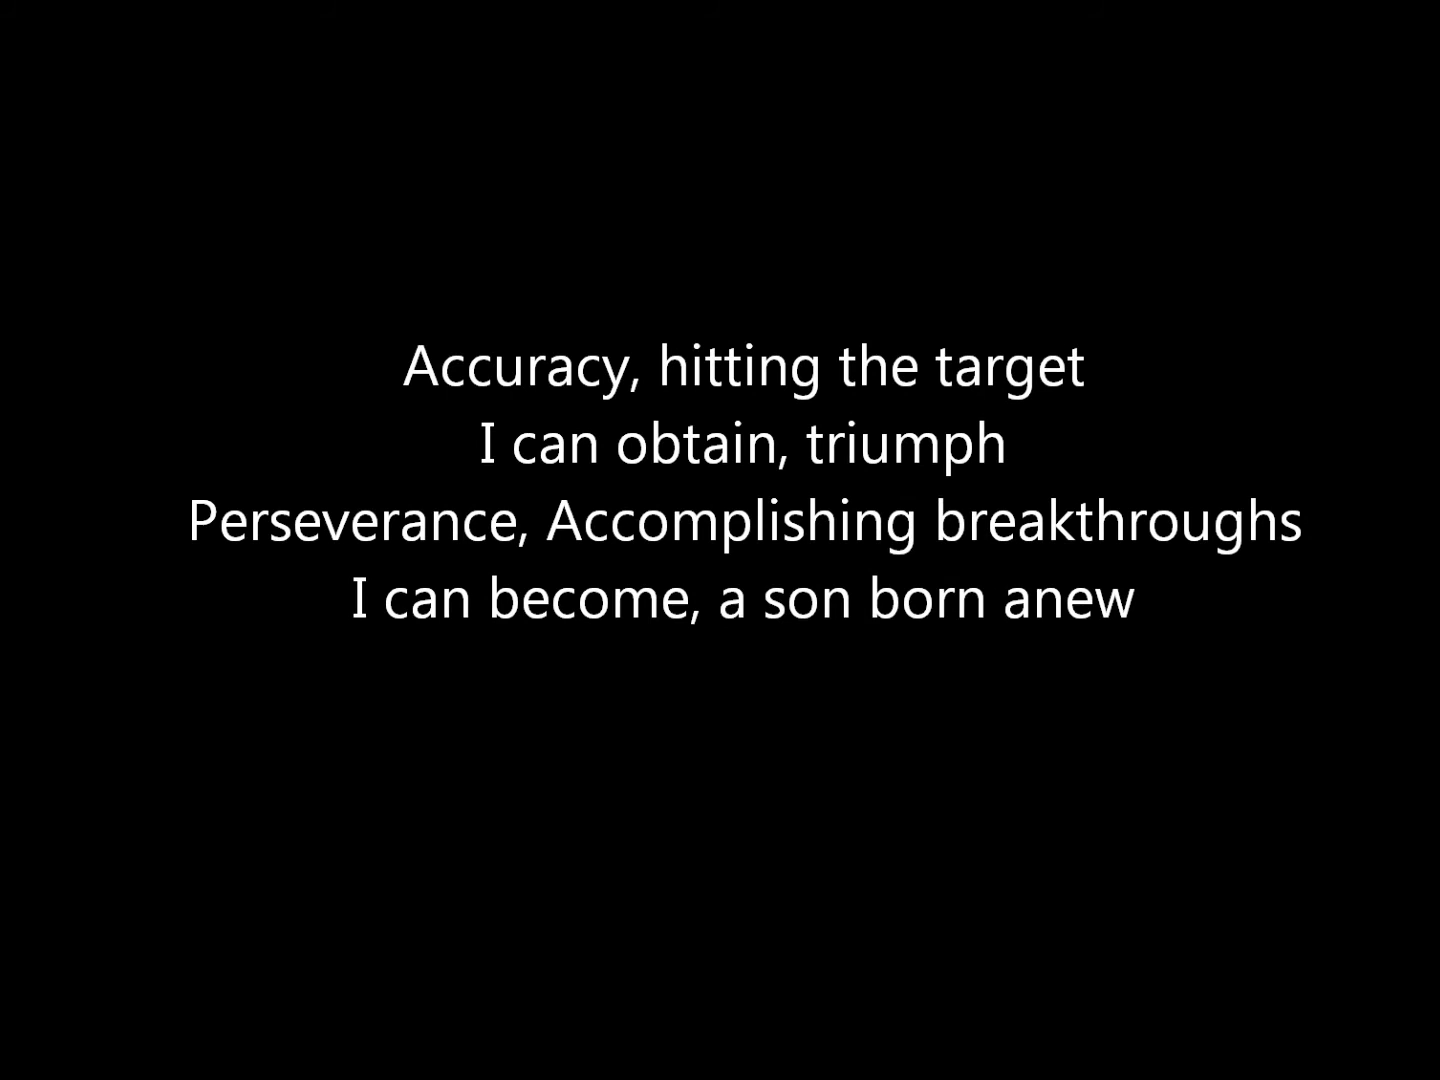 Accuracy, hitting the target
I can obtain, triumph
Perseverance, Accomplishing breakthroughs
I can become, a son born anew